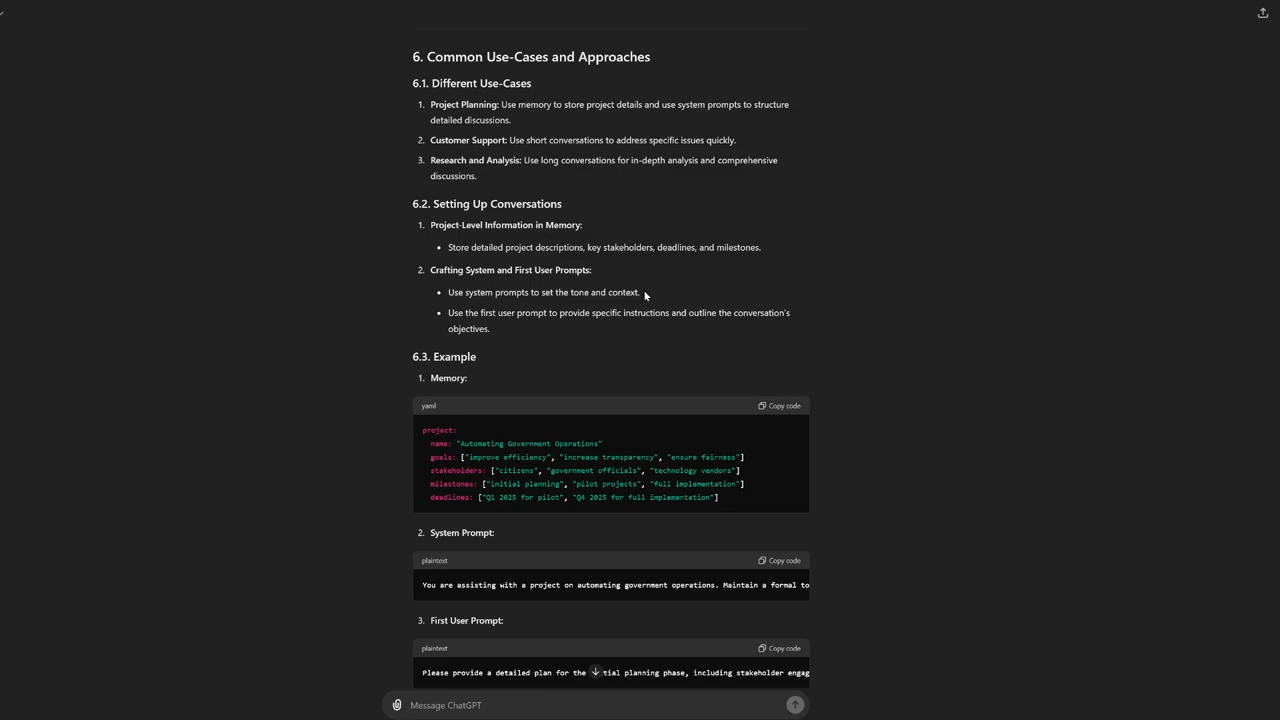 6. Common Use-Cases and Approaches
6.1. Different Use-Cases
1. Project Planning: Use memory to store project details and use system prompts to structure
detailed discussions.
2. Customer Support: Use short conversations to address specific issues quickly.
3. Research and Analysis: Use long conversations for in-depth analysis and comprehensive
discussions.
6.2. Setting Up Conversations
1. Project-Level Information in Memory:
• Store detailed project descriptions, key stakeholders, deadlines, and milestones.
2. Crafting System and First User Prompts:
• Use system prompts to set the tone and context.
• Use the first user prompt to provide specific instructions and outline the conversation's
objectives.
6.3. Example
1. Memory:
yaml Copy code
project:
name: "Automating Government Operations"
goals: ["improve efficiency", "increase transparency", "ensure fairness"]
stakeholders: ["citizens", "government officials", "technology vendors"]
milestones: ["initial planning", "pilot projects", "full implementation"]
deadlines: ["Q1 2025 for pilot", "Q4 2025 for full implementation"]
2. System Prompt:
plaintext Copy code
You are assisting with a project on automating government operations. Maintain a formal to
3. First User Prompt:
plaintext Copy code
Please provide a detailed plan for the tial planning phase, including stakeholder engag
Message ChatGPT